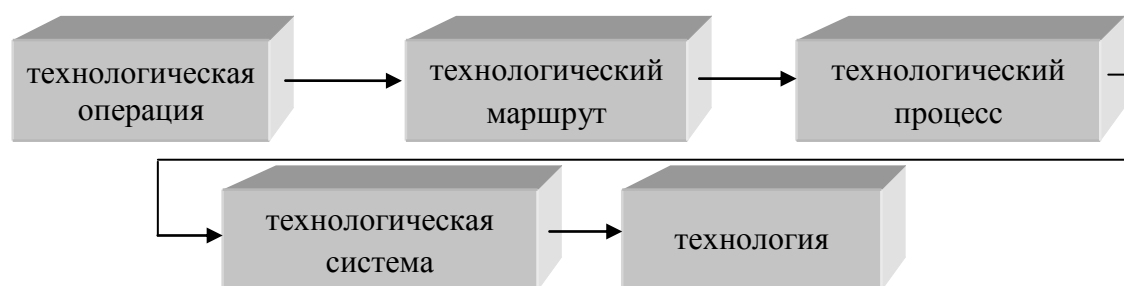 технологическая
операция
технологический
маршрут
технологический
процесс
технологическая
система
технология